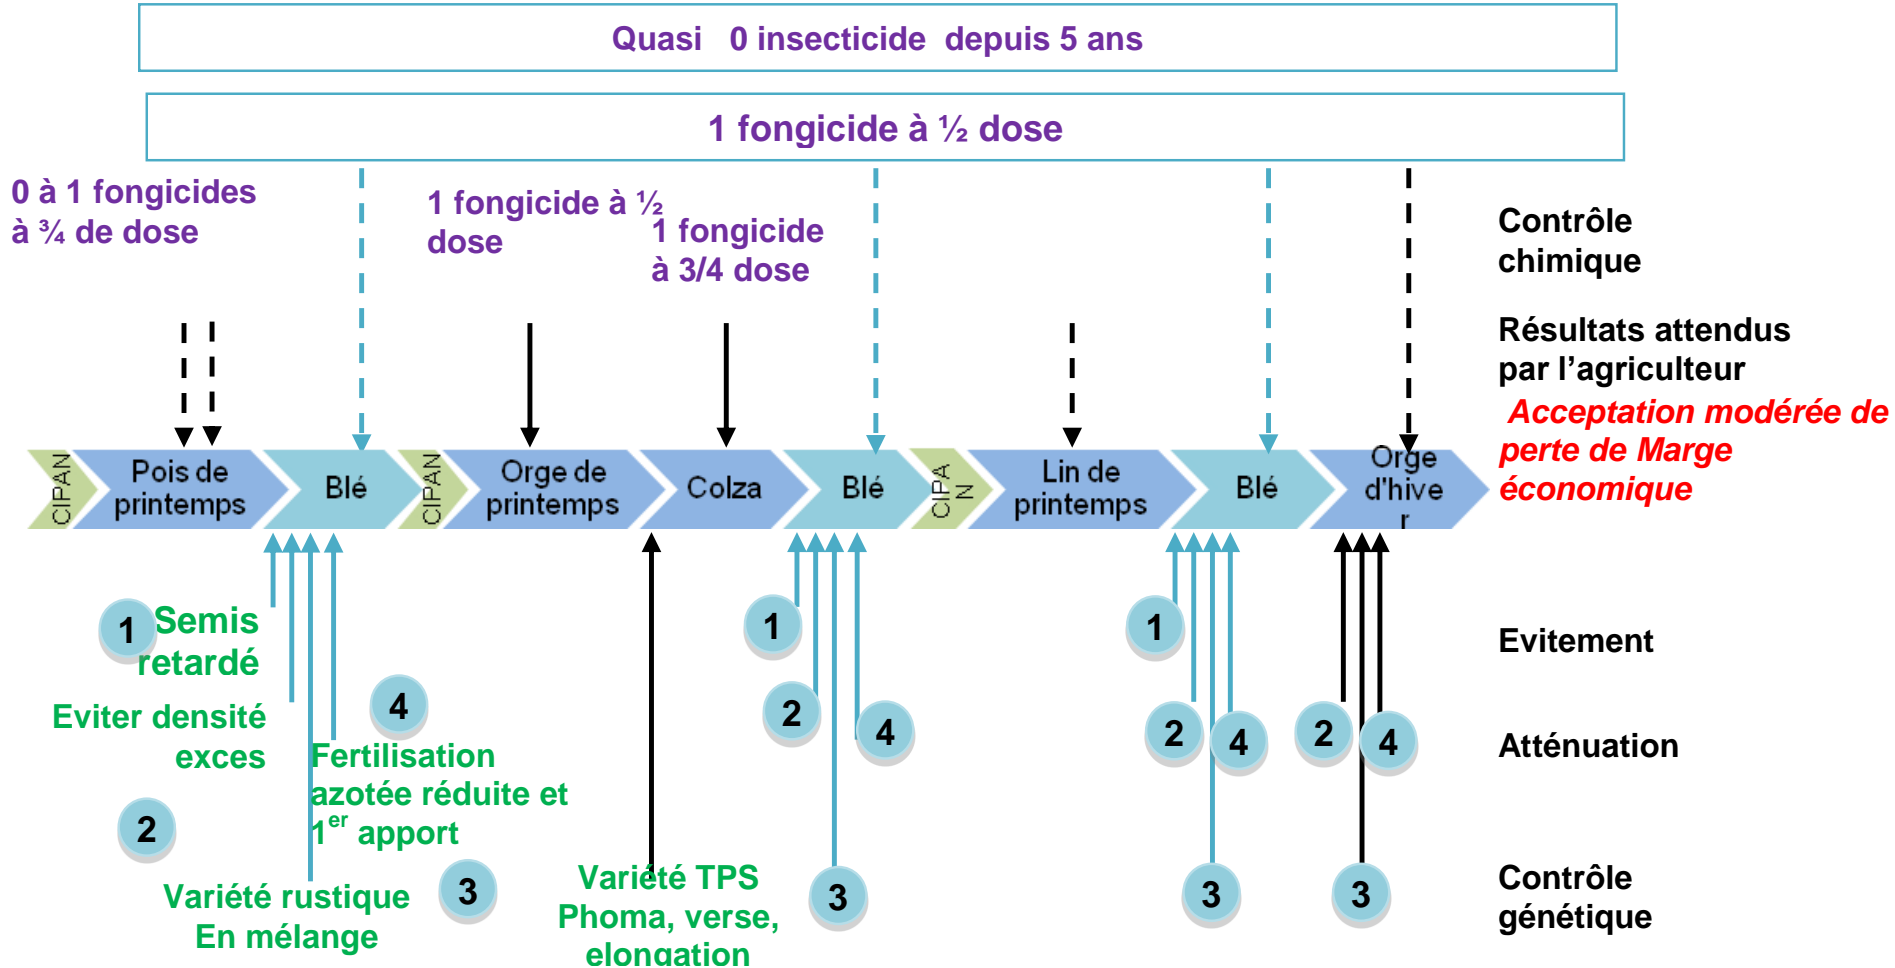 Quasi 0 insecticide depuis 5 ans
1 fongicide à ½ dose
0 à 1 fongicides
à ¾ de dose
1 fongicide à ½
dose
1 fongicide
à 3/4 dose
Contrôle
chimique
Résultats attendus
par l'agriculteur
Acceptation modérée de
perte de Marge
économique
CIPAN
Pois de
printemps
Blé
CIPAN
Orge de
printemps
Colza
Blé
CIPA
N
Lin de
printemps
Blé
Orge
d'hive
r
1
Semis
retardé
Eviter densité
exces
2
4
Fertilisation
azotée réduite et
1er apport
Variété rustique
En mélange
3
Variété TPS
Phoma, verse,
elongation
1
2
4
3
1
2
4
3
2
4
3
Evitement
Atténuation
Contrôle
génétique